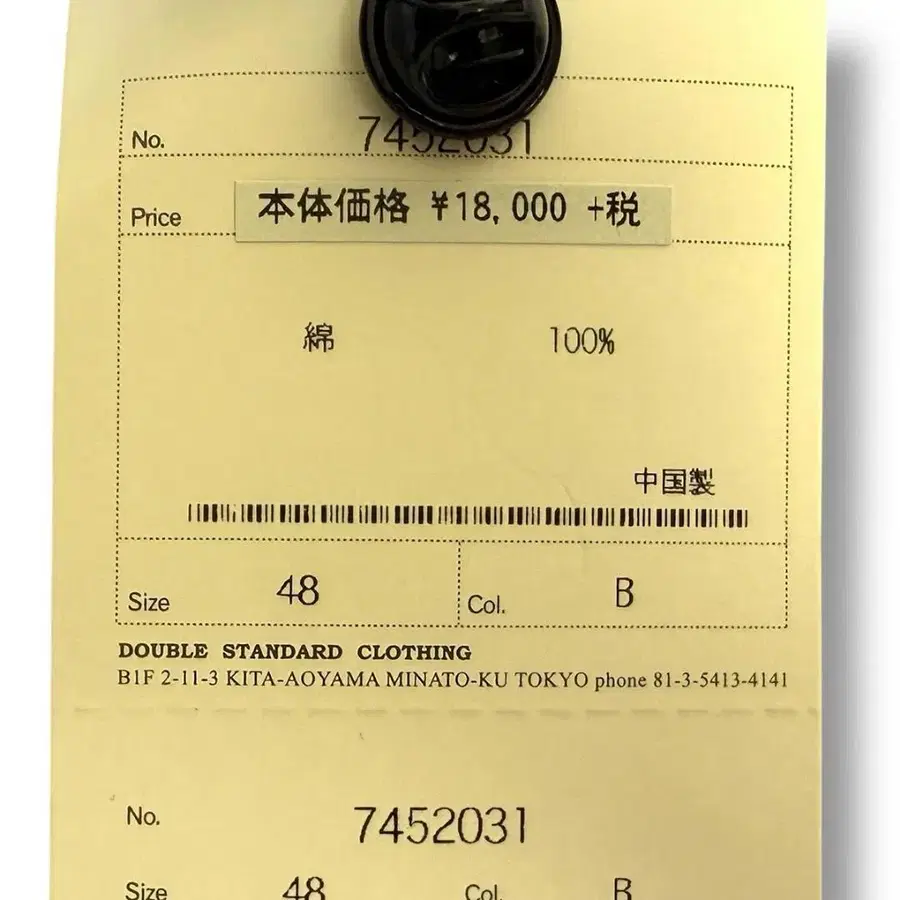 No. 7452031
Price 本体価格 ¥18,000 +税
綿 100%
中国製
Size 48 Col. B
DOUBLE STANDARD CLOTHING
B1F 2-11-3 KITA-AOYAMA MINATO-KU TOKYO phone 81-3-5413-4141
No. 7452031
Size 48 Col. B